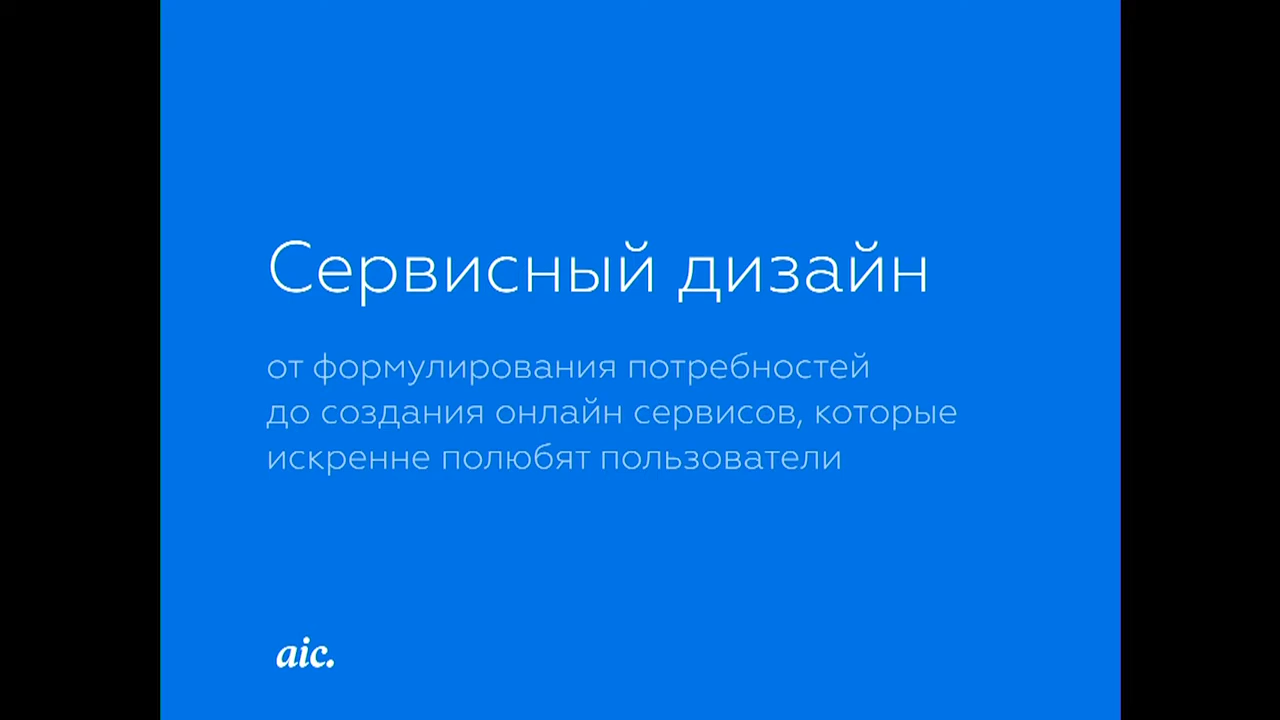 Сервисный дизайн
от формулирования потребностей
до создания онлайн сервисов, которые
искренне полюбят пользователи
aic.